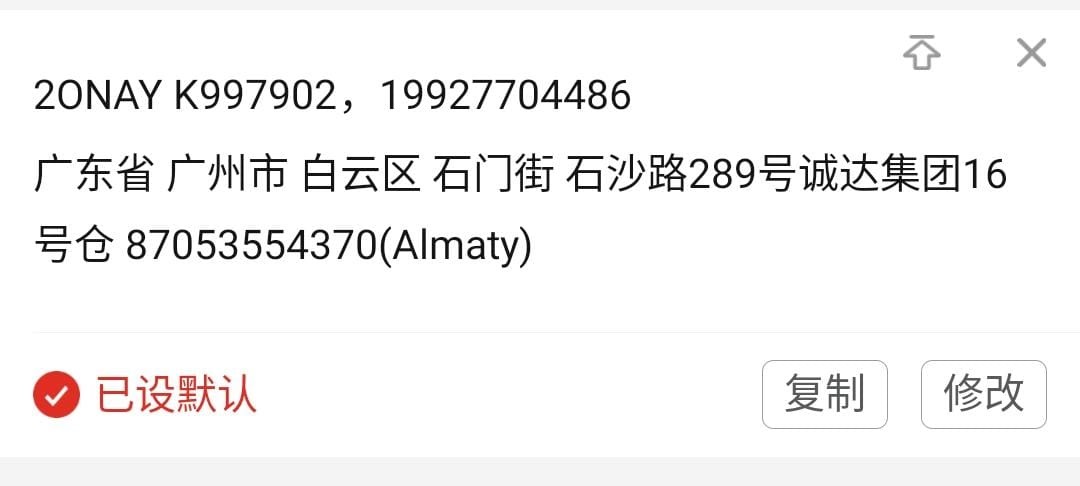 2ONAY K997902，19927704486
广东省 广州市 白云区 石门街 石沙路289号诚达集团16
号仓 87053554370(Almaty)
已设默认
复制
修改